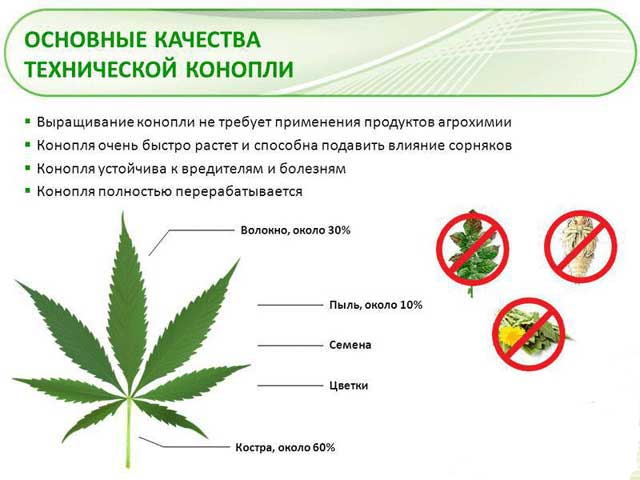 ОСНОВНЫЕ КАЧЕСТВА
ТЕХНИЧЕСКОЙ КОНОПЛИ
Выращивание конопли не требует применения продуктов агрохимии
Конопля очень быстро растет и способна подавить влияние сорняков
Конопля устойчива к вредителям и болезням
Конопля полностью перерабатывается
Волокно, около 30%
Пыль, около 10%
Семена
Цветки
Костра, около 60%